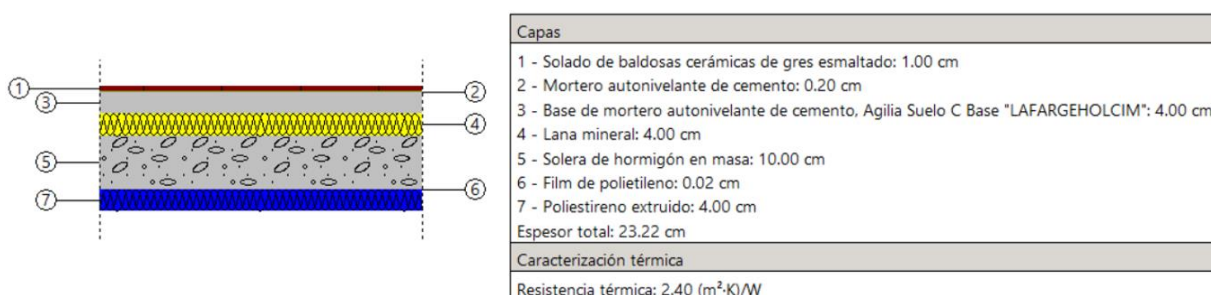 1
2
3
4
5
6
7
Capas
1 - Solado de baldosas cerámicas de gres esmaltado: 1.00 cm
2 - Mortero autonivelante de cemento: 0.20 cm
3 - Base de mortero autonivelante de cemento, Agilia Suelo C Base "LAFARGEHOLCIM": 4.00 cm
4 - Lana mineral: 4.00 cm
5 - Solera de hormigón en masa: 10.00 cm
6 - Film de polietileno: 0.02 cm
7 - Poliestireno extruido: 4.00 cm
Espesor total: 23.22 cm
Caracterización térmica
Resistencia térmica: 2.40 (m²·K)/W